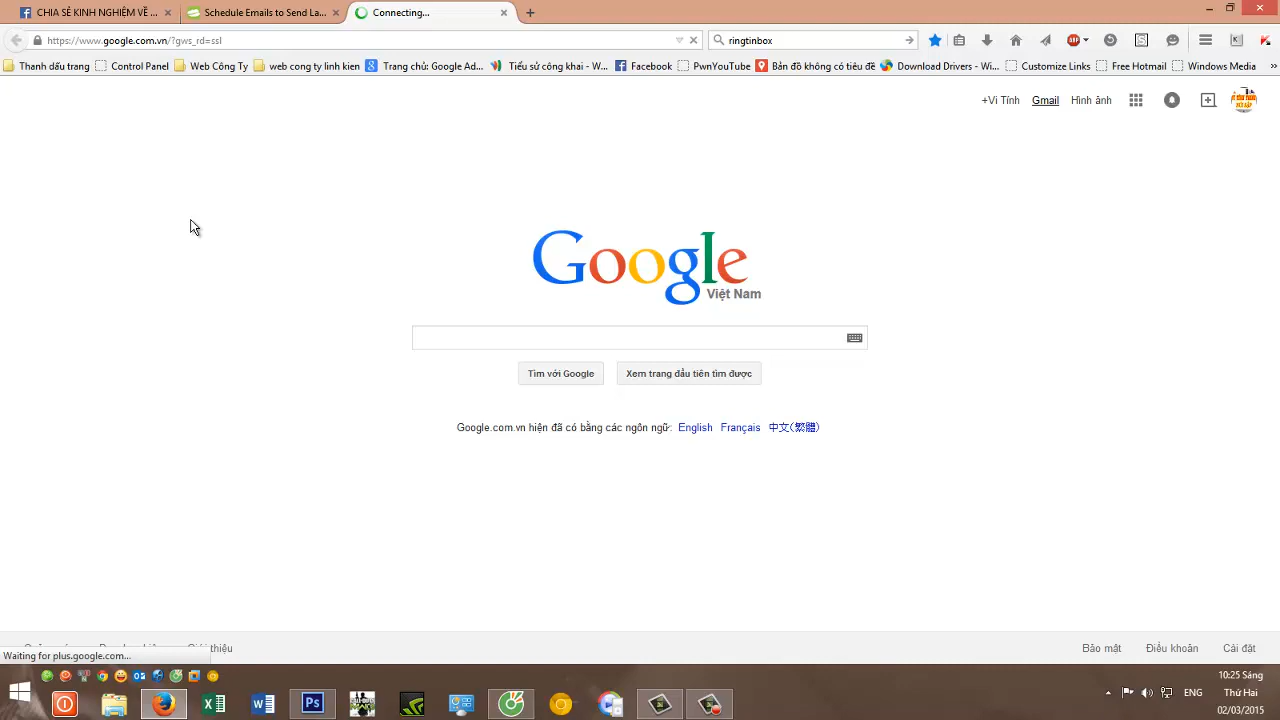 CHIA SẺ KINH NGHIỆM VỀ ...
Schedule Emails to Send La...
Connecting...
https://www.google.com.vn/?gws_rd=ssl
ringtinbox
Thanh dấu trang
Control Panel
Web Công Ty
web cong ty linh kien
Trang chủ: Google Ad...
Tiểu sử công khai - W...
Facebook
PwnYouTube
Bản đồ không có tiêu đề
Download Drivers - Wi...
Customize Links
Free Hotmail
Windows Media
+Vi Tính
Gmail
Hình ảnh
Google
Việt Nam
Tìm với Google
Xem trang đầu tiên tìm được
Google.com.vn hiện đã có bằng các ngôn ngữ: English Français 中文(繁體)
Waiting for plus.google.com...
Bảo mật
Điều khoản
Cài đặt
10:25 Sáng
ENG
Thứ Hai
02/03/2015